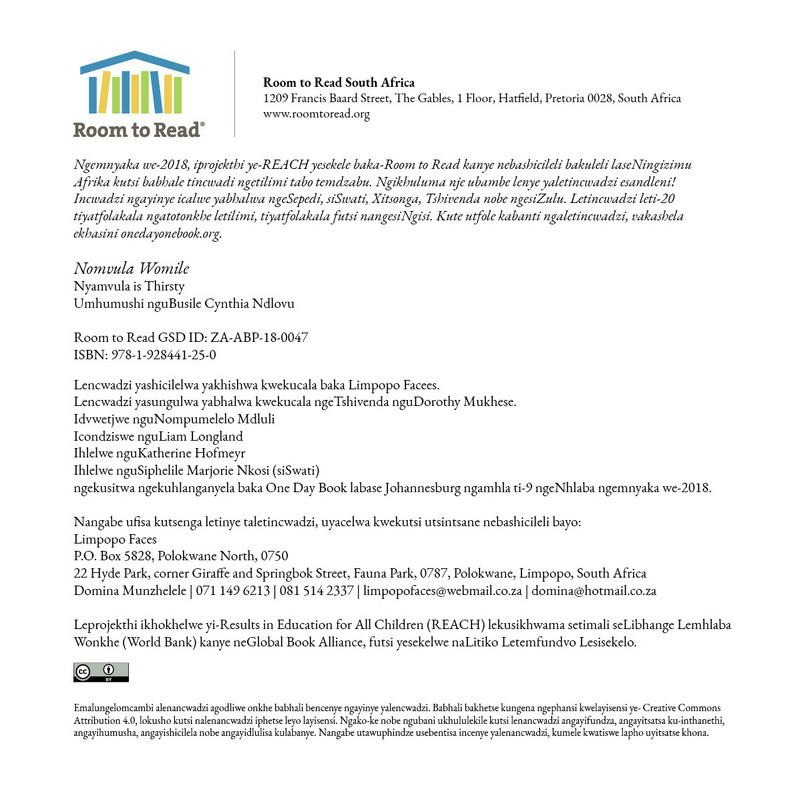 Room to Read®
Room to Read South Africa
1209 Francis Baard Street, The Gables, 1 Floor, Hatfield, Pretoria 0028, South Africa
www.roomtoread.org
Ngemnyaka we-2018, iprojekthi ye-REACH yesekele baka-Room to Read kanye nebashicileli bakuleli laseNingizimu
Afrika kutsi babhale tincwadi ngetilimi tabo temdzabu. Ngikhuluma nje ubambe lenye yaletincwadzi esandleni!
Incwadzi ngayinye icalwe yabhalwa ngeSepedi, siSwati, Xitsonga, Tshivenda nobe ngesiZulu. Letincwadzi leti-20
tiyatfolakala ngatotonkhe letilimi, tiyatfolakala futsi nangesiNgisi. Kute utfole kabanti ngaletincwadzi, vakashela
ekhasini onedayonebook.org.
Nomvula Womile
Nyamvula is Thirsty
Umhumushi nguBusile Cynthia Ndlovu
Room to Read GSD ID: ZA-ABP-18-0047
ISBN: 978-1-928441-25-0
Lencwadzi yashicilelwa yakhishwa kwekucala baka Limpopo Facees.
Lencwadzi yasungulwa yabhalwa kwekucala ngeTshivenda nguDorothy Mukhese.
Idvwetjwe nguNompumelelo Mdluli
Icondziswe nguLiam Longland
Ihlelwe nguKatherine Hofmeyr
Ihlelwe nguSiphelile Marjorie Nkosi (siSwati)
ngekusitwa ngekuhlanganyela baka One Day Book labase Johannesburg ngamhla ti-9 ngeNhlaba ngemnyaka we-2018.
Nangabe ufisa kutsenga letinye taletincwadzi, uyacelwa kwekutsi utsintsane nebashicileli bayo:
Limpopo Faces
P.O. Box 5828, Polokwane North, 0750
22 Hyde Park, corner Giraffe and Springbok Street, Fauna Park, 0787, Polokwane, Limpopo, South Africa
Domina Munzhelele | 071 149 6213 | 081 514 2337 | limpopofaces@webmail.co.za | domina@hotmail.co.za
Leprojekthi ikhokhelwe yi-Results in Education for All Children (REACH) lekusikhwama setimali seLibhange Lemhlaba
Wonkhe (World Bank) kanye neGlobal Book Alliance, futsi yesekelwe naLitiko Letemfundvo Lesisekelo.
cc BY
Emalungelomcambi alenancwadzi agodliwe onkhe babhali bencenye ngayinye yalencwadzi. Babhali bakhetse kungena ngephansi kwelayisensi ye- Creative Commons
Attribution 4.0, lokusho kutsi nalenancwadzi iphetse leyo layisensi. Ngako-ke nobe ngubani ukhululekile kutsi lenancwadzi angayifundza, angayitsatsa ku-inthanethi,
angayihumusha, angayishicilela nobe angayidlulisa kulabanye. Nangabe utawuphindze usebentisa incenye yalenancwadzi, kumele kwatiswe lapho uyitsatse khona.